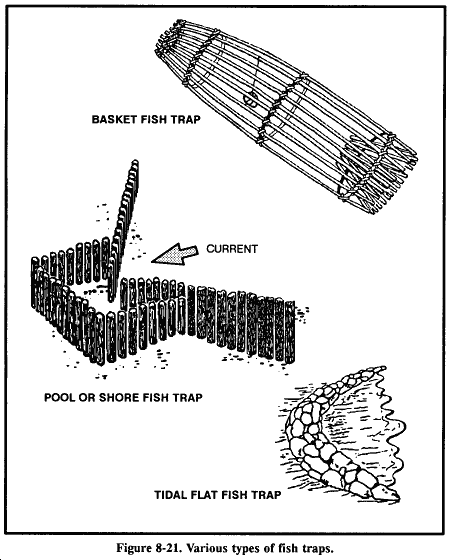 BASKET FISH TRAP
CURRENT
POOL OR SHORE FISH TRAP
TIDAL FLAT FISH TRAP
Figure 8-21. Various types of fish traps.